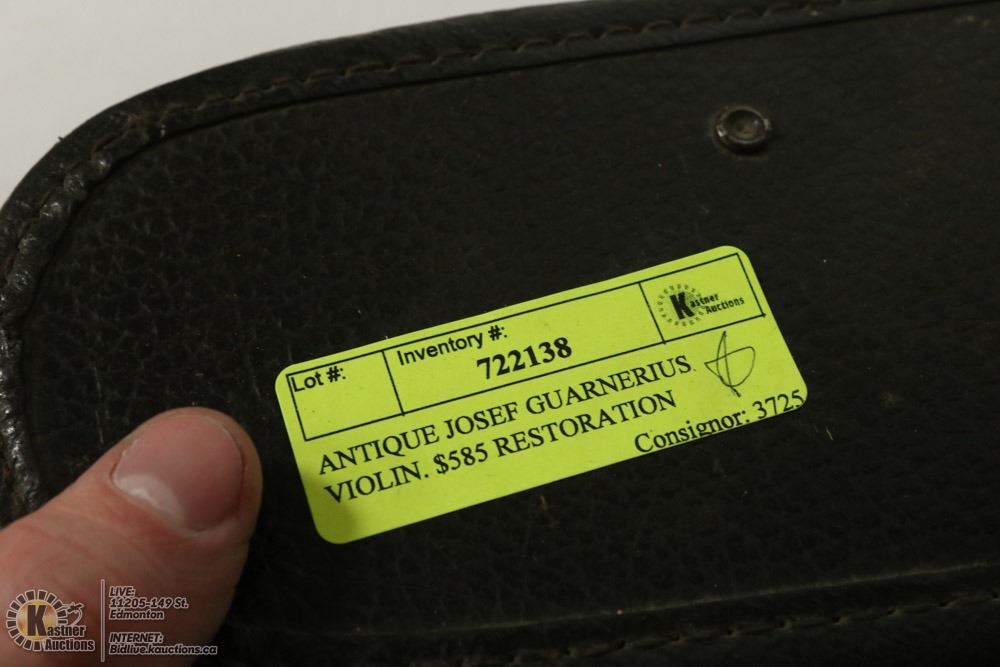 Lot #:
Inventory #:
722138
Kastner
Auctions
ANTIQUE JOSEF GUARNERIUS
VIOLIN. $585 RESTORATION
Consignor: 3725
Kastner
Auctions
LIVE:
11205-149 St.
Edmonton
INTERNET:
Bidlive.kauctions.ca